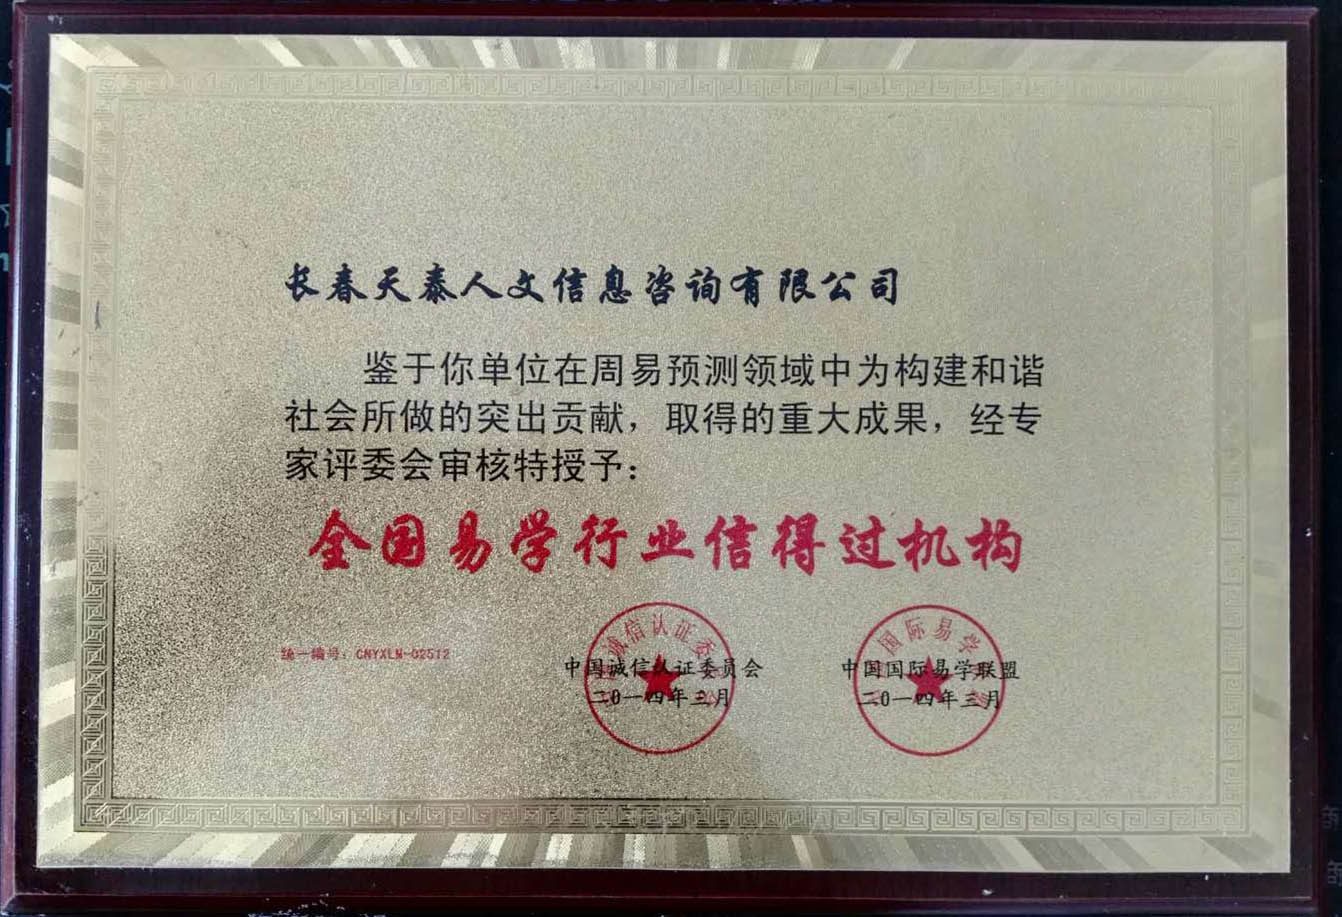 长春天泰人文信息咨询有限公司
鉴于你单位在周易预测领域中为构建和谐
社会所做的突出贡献，取得的重大成果，经专
家评委会审核特授予：
全国易学行业信得过机构
统一编号：CNYXLM-02512
中国诚信认证委员会
二〇一四年三月
中国国际易学联盟
二〇一四年三月